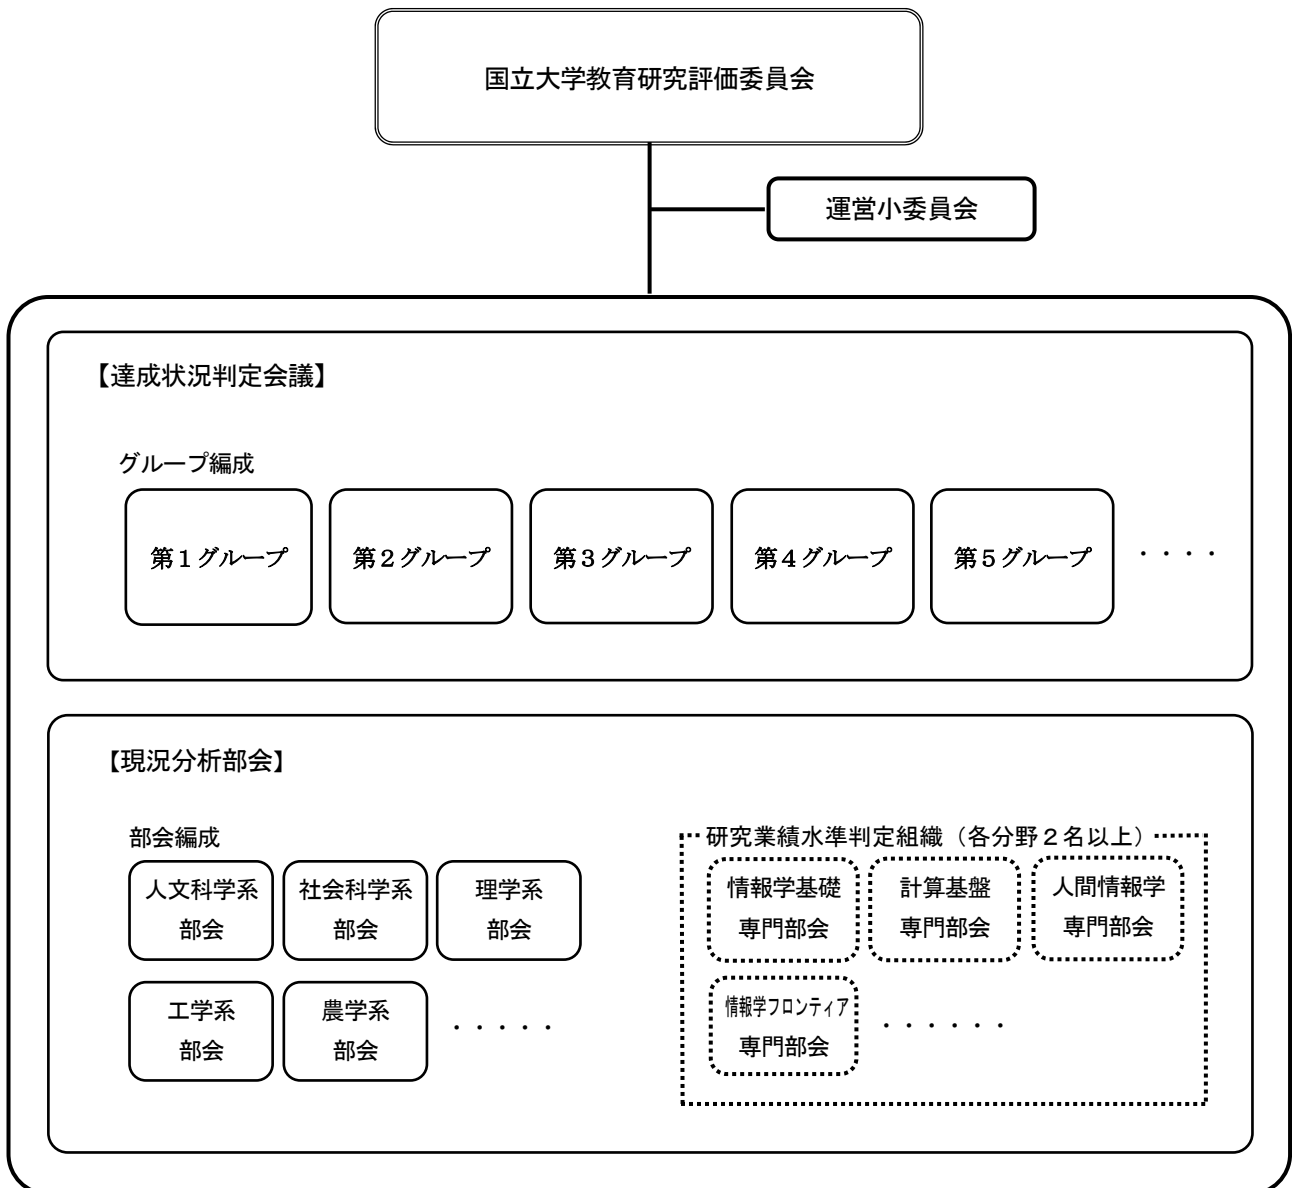 国立大学教育研究評価委員会
運営小委員会
【達成状況判定会議】
グループ編成
第1グループ
第2グループ
第3グループ
第4グループ
第5グループ
・・・・
【現況分析部会】
部会編成
人文科学系
部会
社会科学系
部会
理学系
部会
工学系
部会
農学系
部会
・・・・・
研究業績水準判定組織（各分野２名以上）
情報学基礎
専門部会
計算基盤
専門部会
人間情報学
専門部会
情報学フロンティア
専門部会
・・・・・・